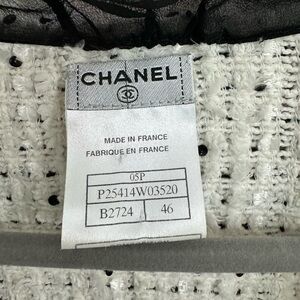 CHANEL
MADE IN FRANCE
FABRIQUE EN FRANCE
05P
P25414W03520
B2724 46